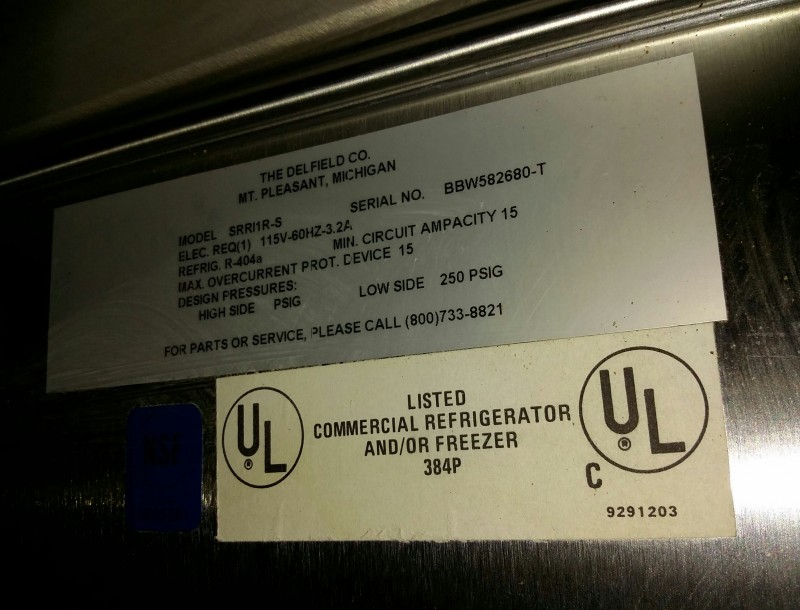 THE DELFIELD CO.
MT. PLEASANT, MICHIGAN
MODEL SRRI1R-S SERIAL NO. BBW582680-T
ELEC. REQ(1) 115V-60HZ-3.2A
REFRIG. R-404a MIN. CIRCUIT AMPACITY 15
MAX. OVERCURRENT PROT. DEVICE 15
DESIGN PRESSURES:
HIGH SIDE PSIG LOW SIDE 250 PSIG
FOR PARTS OR SERVICE, PLEASE CALL (800)733-8821
NSF
UL ®
LISTED
COMMERCIAL REFRIGERATOR
AND/OR FREEZER
384P
C UL ®
9291203